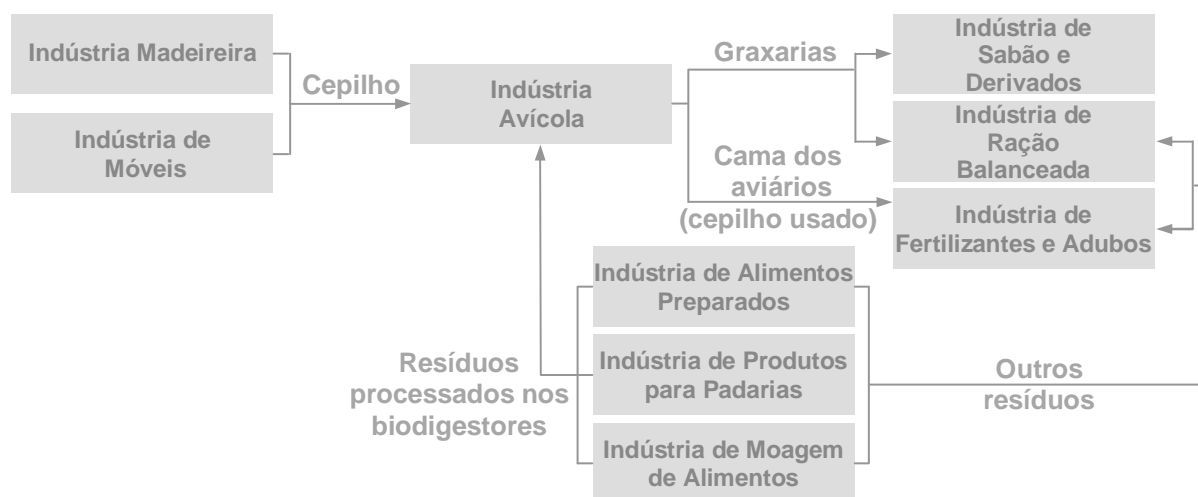 Indústria Madeireira
Indústria de
Móveis
Cepilho
Indústria
Avícola
Graxarias
Cama dos
aviários
(cepilho usado)
Indústria de
Sabão e
Derivados
Indústria de
Ração
Balanceada
Indústria de
Fertilizantes e Adubos
Resíduos
processados nos
biodigestores
Indústria de Alimentos
Preparados
Indústria de Produtos
para Padarias
Indústria de Moagem
de Alimentos
Outros
resíduos